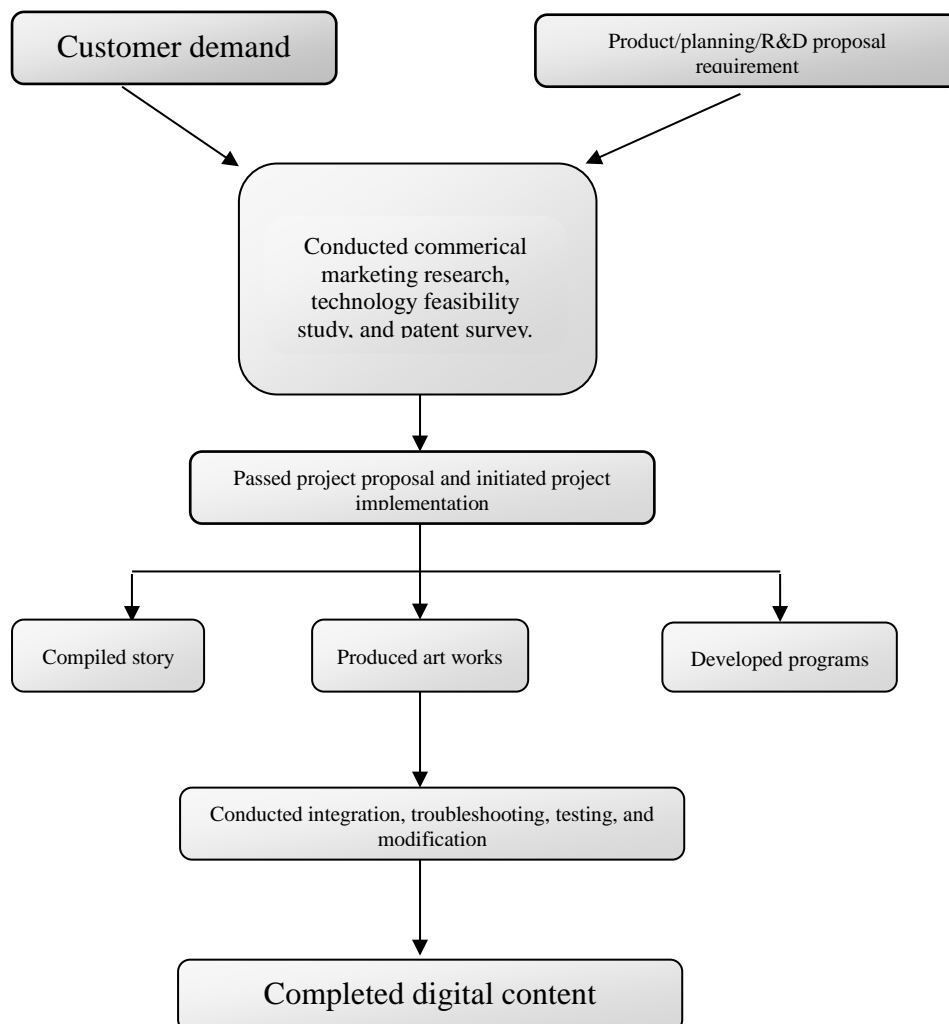 Customer demand
Product/planning/R&D proposal
requirement
Conducted commerical
marketing research,
technology feasibility
study, and patent survey.
Passed project proposal and initiated project
implementation
Compiled story
Produced art works
Developed programs
Conducted integration, troubleshooting, testing, and
modification
Completed digital content